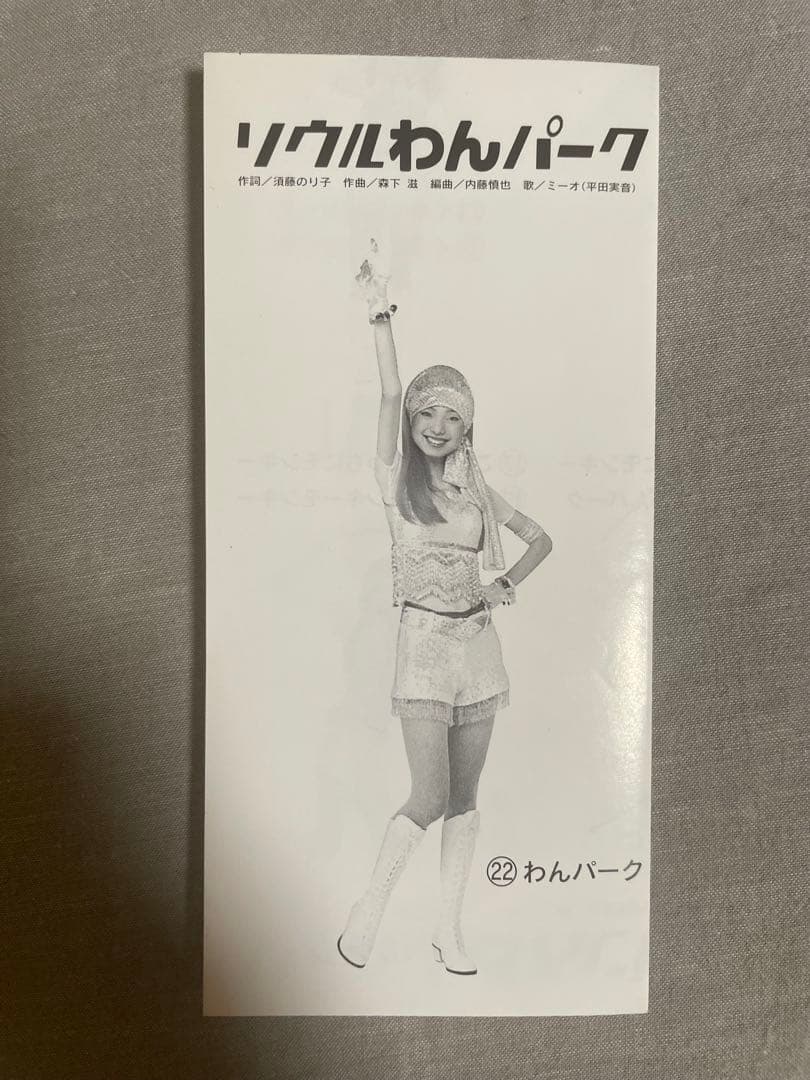 ソウルわんパーク
作詞／須藤のり子 作曲／森下 滋 編曲／内藤慎也 歌／ミーオ（平田実音）
㉒わんパーク